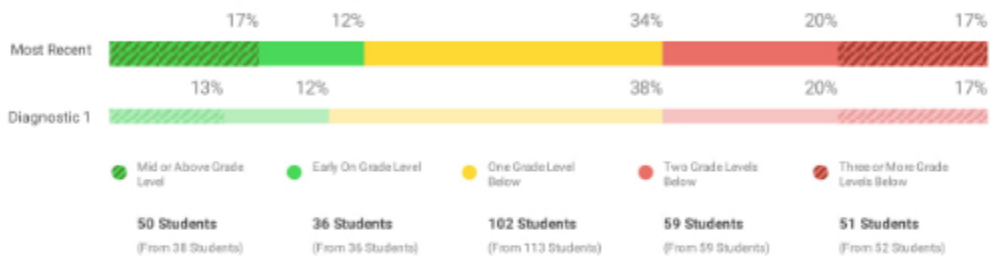 17% 12% 34% 20% 17%
Most Recent
13% 12% 38% 20% 17%
Diagnostic 1
Mid or Above Grade
Level
Early On Grade Level
One Grade Level
Below
Two Grade Levels
Below
Three or More Grade
Levels Below
50 Students
(From 38 Students)
36 Students
(From 36 Students)
102 Students
(From 113 Students)
59 Students
(From 59 Students)
51 Students
(From 52 Students)